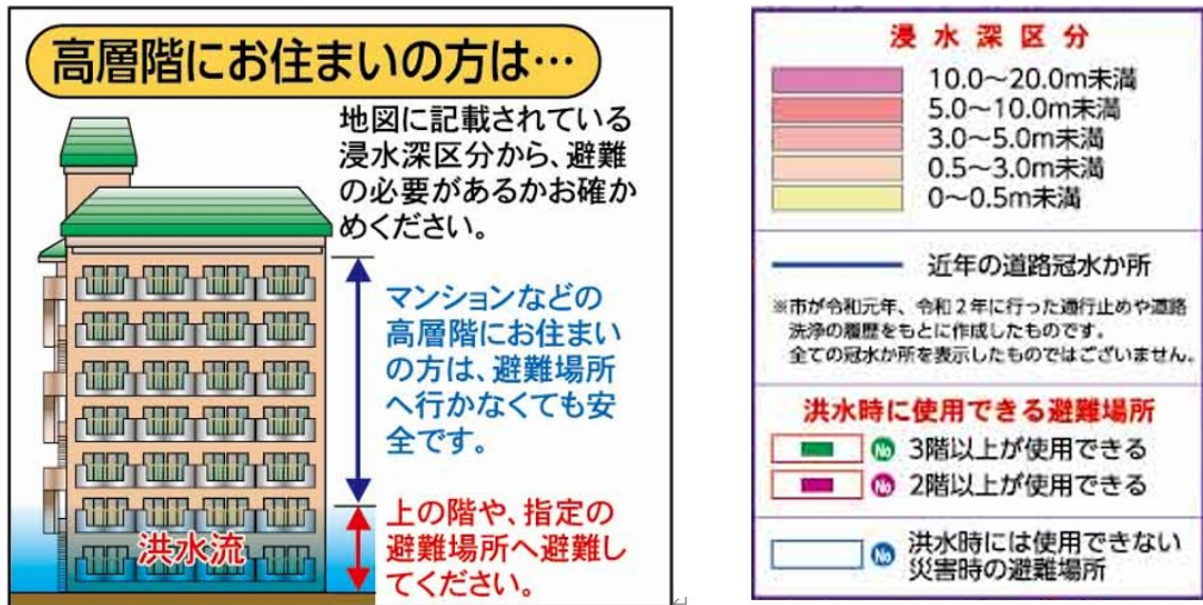 高層階にお住まいの方は…
地図に記載されている
浸水深区分から、避難
の必要があるかお確か
めください。
マンションなどの
高層階にお住まい
の方は、避難場所
へ行かなくても安
全です。
上の階や、指定の
避難場所へ避難し
てください。
洪水流
浸水深区分
10.0～20.0m未満
5.0～10.0m未満
3.0～5.0m未満
0.5～3.0m未満
0～0.5m未満
近年の道路冠水か所
※市が令和元年、令和2年に行った通行止めや道路
洗浄の履歴をもとに作成したものです。
全ての冠水か所を表示したものではございません。
洪水時に使用できる避難場所
No 3階以上が使用できる
No 2階以上が使用できる
No 洪水時には使用できない
災害時の避難場所